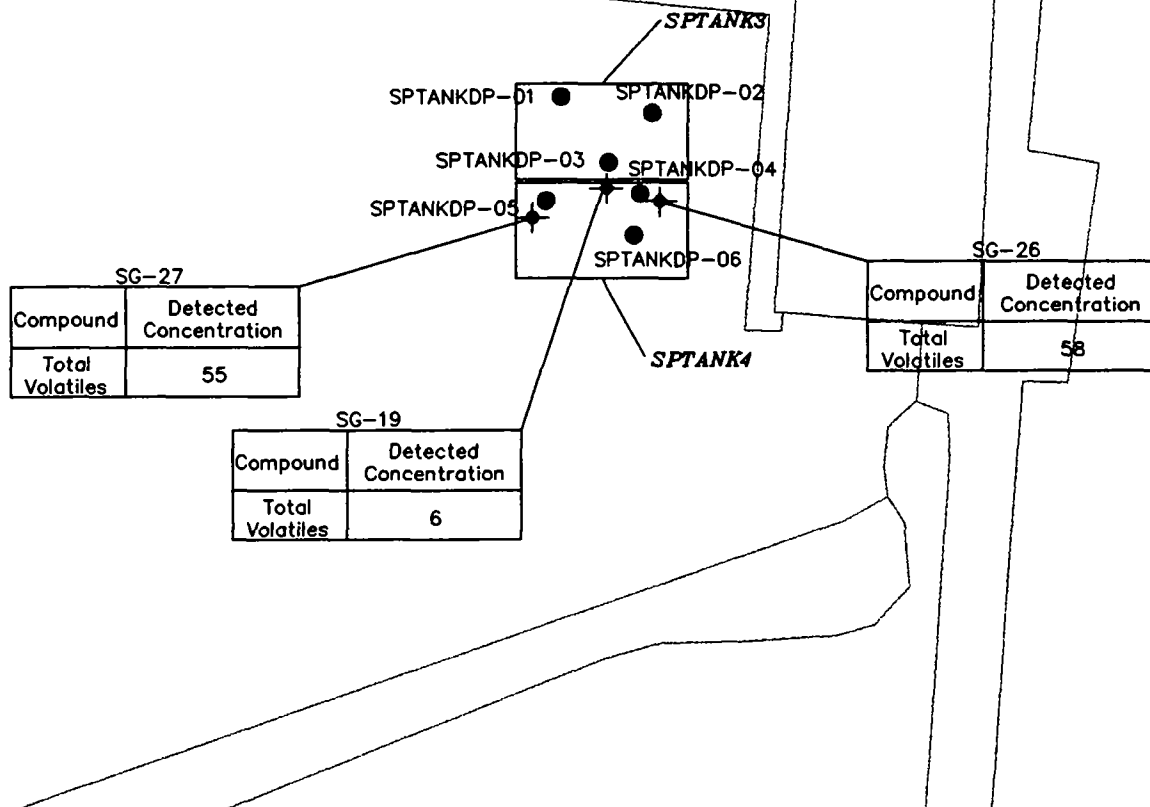 SPTANK3
SPTANKDP-01
SPTANKDP-02
SPTANKDP-03
SPTANKDP-04
SPTANKDP-05
SPTANKDP-06
SPTANK4
SG-27
Compound
Detected
Concentration
Total
Volatiles
55
SG-26
Compound
Detected
Concentration
Total
Volatiles
58
SG-19
Compound
Detected
Concentration
Total
Volatiles
6